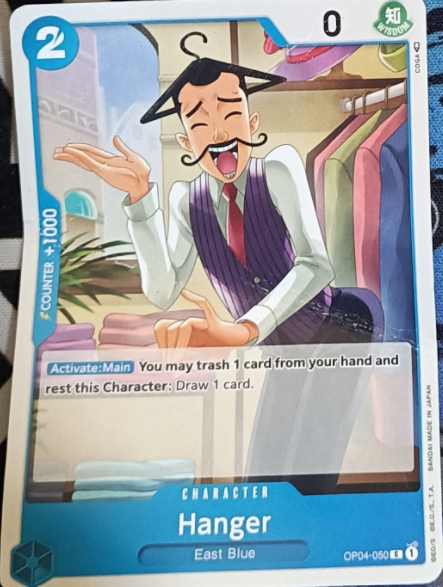 2
0
知
WISDOM
COGA
COUNTER +1000
Activate:Main You may trash 1 card from your hand and
rest this Character: Draw 1 card.
CHARACTER
Hanger
East Blue
OP04-050 C 1
©E.O./S. ©E.O./S., T.A. BANDAI MADE IN JAPAN